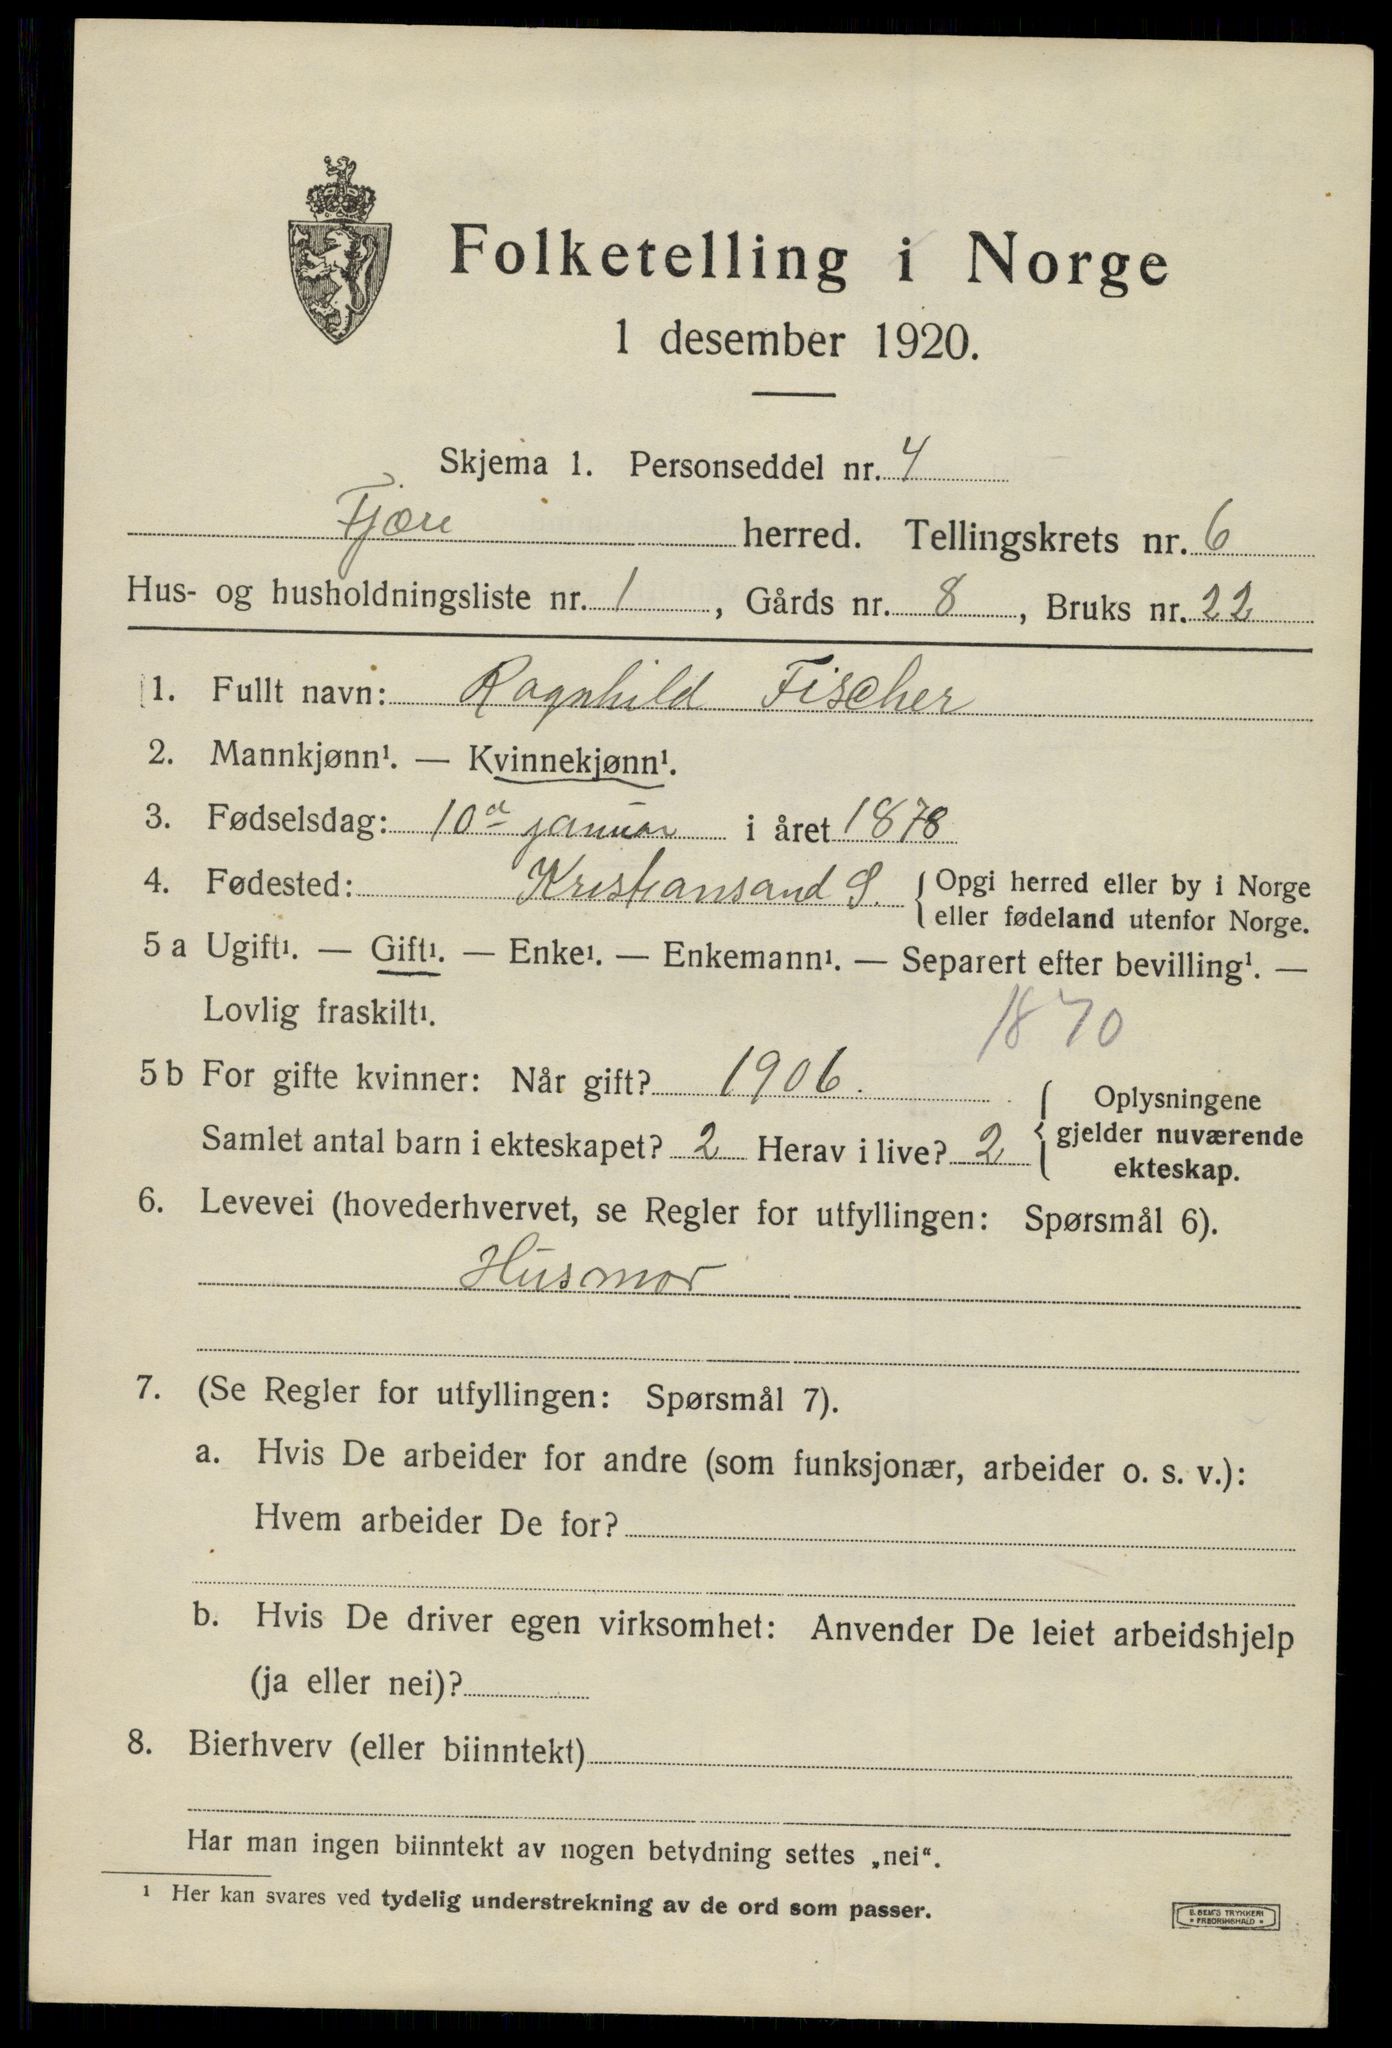 Folketelling i Norge
1 desember 1920.
Skjema 1. Personseddel nr. 4
Fjære herred. Tellingskrets nr. 6
Hus- og husholdningsliste nr. 1, Gårds nr. 8, Bruks nr. 22
1. Fullt navn: Ragnhild Fischer
2. Mannkjønn¹. — Kvinnekjønn¹.
3. Fødselsdag: 10de januar i året 1878
4. Fødested: Kristiansand S. { Opgi herred eller by i Norge
eller fødeland utenfor Norge.
5 a Ugift¹. — Gift¹. — Enke¹. — Enkemann¹. — Separert efter bevilling¹. —
Lovlig fraskilt¹.
1870
5 b For gifte kvinner: Når gift? 1906.
Samlet antal barn i ekteskapet? 2 Herav i live? 2
Oplysningene
gjelder nuværende
ekteskap.
6. Levevei (hovederhvervet, se Regler for utfyllingen: Spørsmål 6).
Husmor
7. (Se Regler for utfyllingen: Spørsmål 7).
a. Hvis De arbeider for andre (som funksjonær, arbeider o. s. v.):
Hvem arbeider De for?
b. Hvis De driver egen virksomhet: Anvender De leiet arbeidshjelp
(ja eller nei)?
8. Bierhverv (eller biinntekt)
Har man ingen biinntekt av nogen betydning settes „nei“.
¹ Her kan svares ved tydelig understrekning av de ord som passer.
E. SEM'S TRYKKERI
• FREDRIKSHALD •